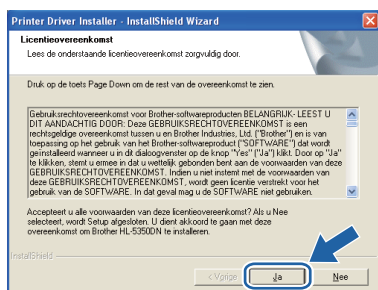 Printer Driver Installer - InstallShield Wizard
Licentieovereenkomst
Lees de onderstaande licentieovereenkomst zorgvuldig door.
Druk op de toets Page Down om de rest van de overeenkomst te zien.
Gebruiksrechtovereenkomst voor Brother-softwareproducten BELANGRIJK- LEEST U
DIT AANDACHTIG DOOR: Deze GEBRUIKSRECHTOVEREENKOMST is een
rechtsgeldige overeenkomst tussen u en Brother Industries, Ltd. ("Brother") en is van
toepassing op het gebruik van het Brother-softwareproduct ("SOFTWARE") dat wordt
geïnstalleerd wanneer u in dit dialoogvenster op de knop "Yes" ("Ja") klikt. Door op "Ja"
te klikken, stemt u ermee in dat u wettelijk gebonden bent aan de voorwaarden van deze
GEBRUIKSRECHTOVEREENKOMST. Indien u niet instemt met de voorwaarden van
deze GEBRUIKSRECHTOVEREENKOMST, wordt geen licentie verstrekt voor het
gebruik van de SOFTWARE. In dat geval mag u de SOFTWARE niet gebruiken.
Accepteert u alle voorwaarden van deze licentieovereenkomst? Als u Nee
selecteert, wordt Setup afgesloten. U dient akkoord te gaan met deze
overeenkomst om Brother HL-5350DN te installeren.
InstallShield
< Vorige
Ja
Nee